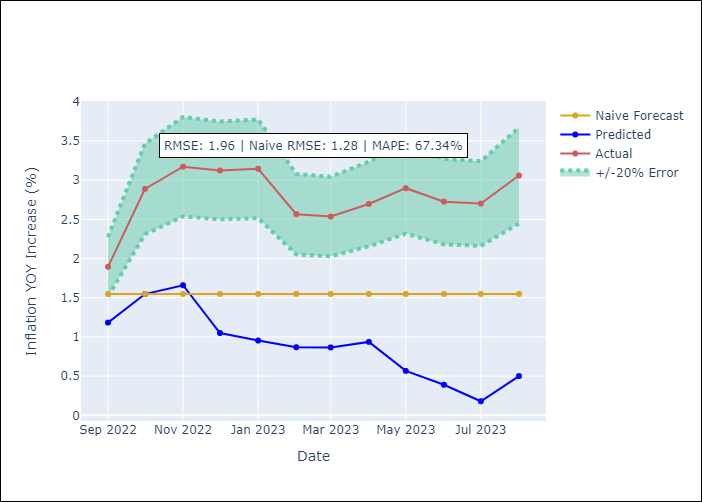 4
3.5
3
2.5
2
1.5
1
0.5
0
Inflation YOY Increase (%)
RMSE: 1.96 | Naive RMSE: 1.28 | MAPE: 67.34%
Sep 2022
Nov 2022
Jan 2023
Mar 2023
May 2023
Jul 2023
Date
Naive Forecast
Predicted
Actual
+/-20% Error